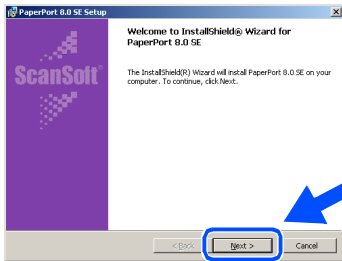 PaperPort 8.0 SE Setup
Welcome to InstallShield® Wizard for
PaperPort 8.0 SE
ScanSoft®
The InstallShield(R) Wizard will install PaperPort 8.0 SE on your
computer. To continue, click Next.
< Back
Next >
Cancel